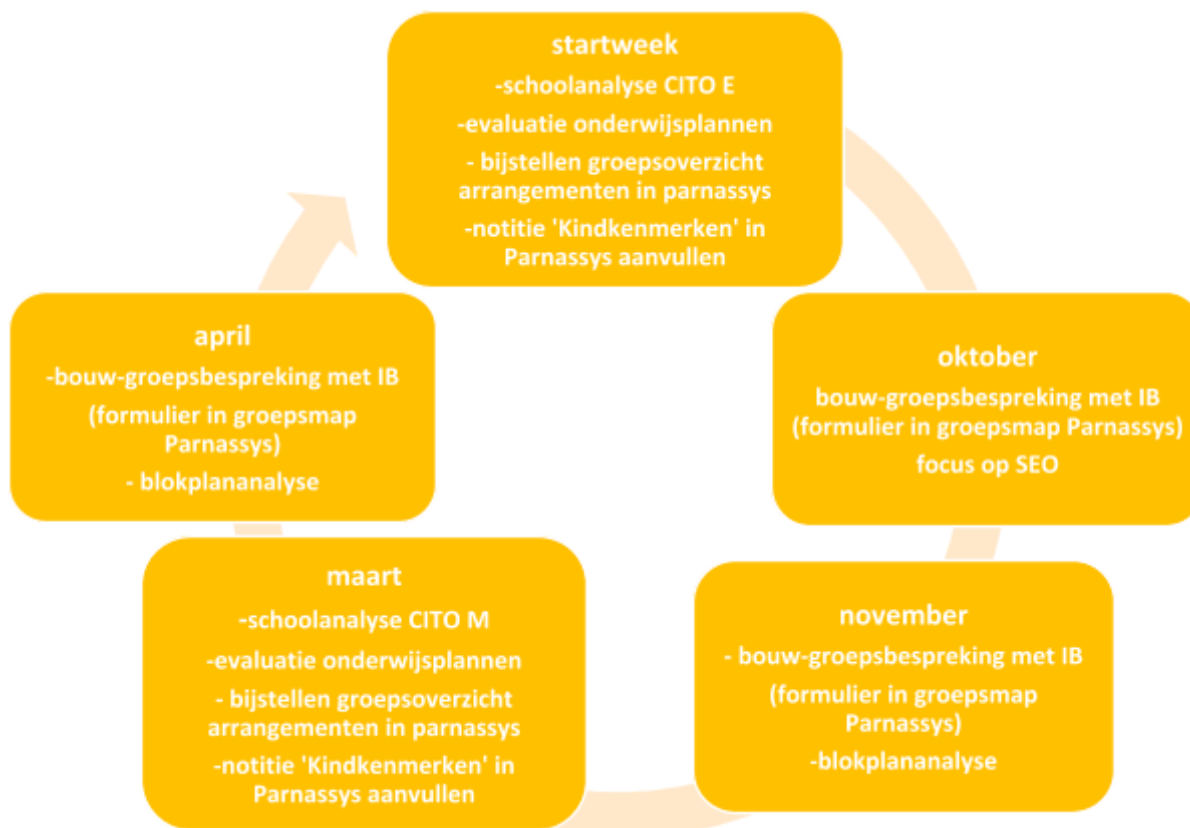 startweek
-schoolanalyse CITO E
-evaluatie onderwijsplannen
- bijstellen groepsoverzicht
arrangementen in parnassys
-notitie 'Kindkenmerken' in
Parnassys aanvullen
oktober
bouw-groepsbespreking met IB
(formulier in groepsmap Parnassys)
focus op SEO
november
- bouw-groepsbespreking met IB
(formulier in groepsmap
Parnassys)
-blokplananalyse
maart
-schoolanalyse CITO M
-evaluatie onderwijsplannen
- bijstellen groepsoverzicht
arrangementen in parnassys
-notitie 'Kindkenmerken' in
Parnassys aanvullen
april
-bouw-groepsbespreking met IB
(formulier in groepsmap
Parnassys)
- blokplananalyse